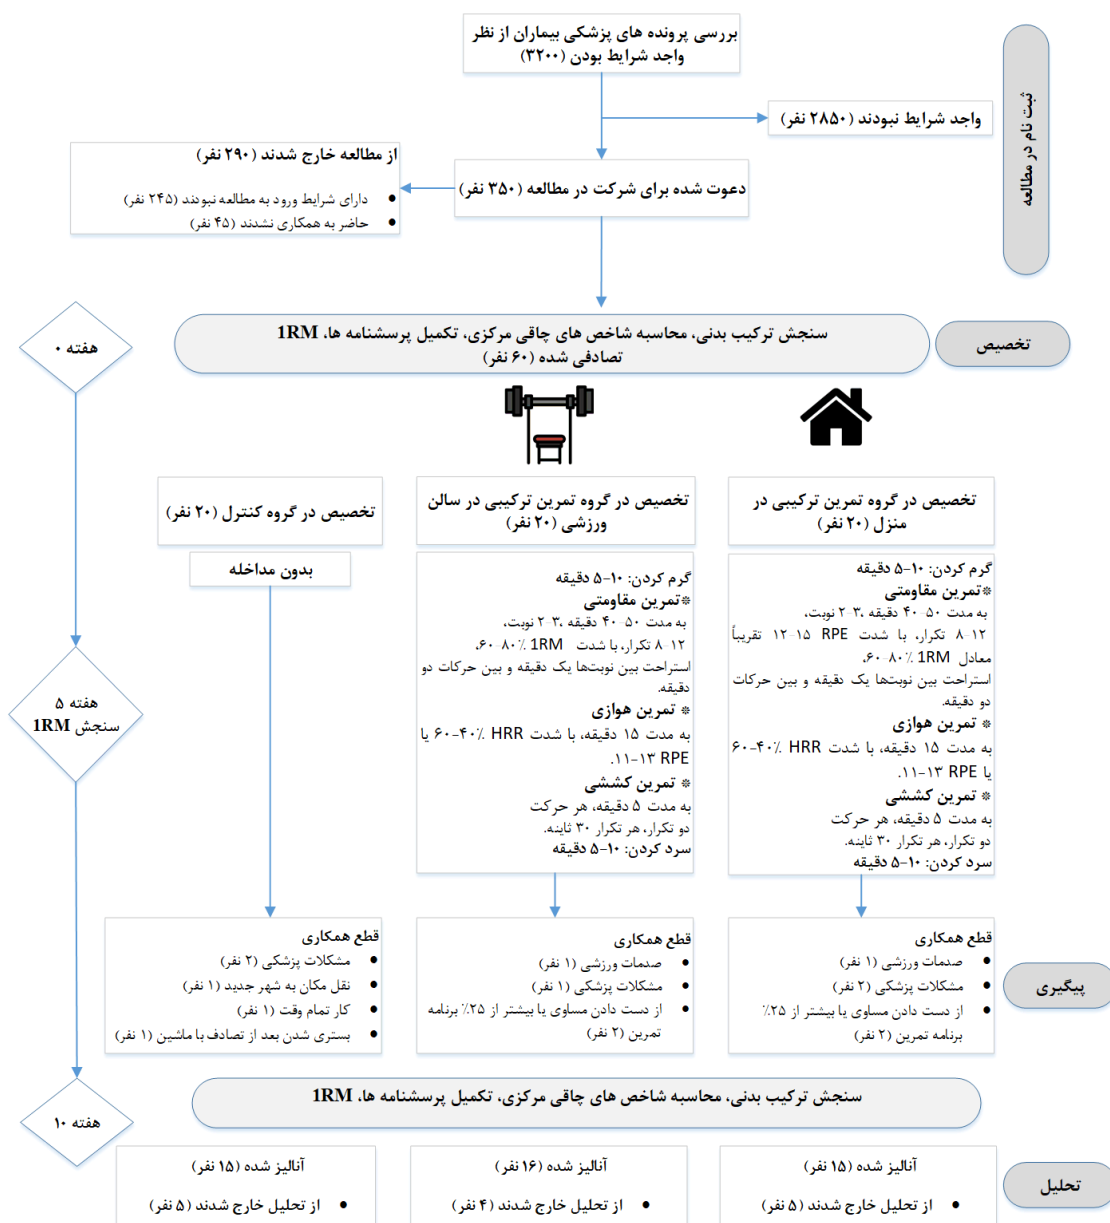 بررسی پرونده های پزشکی بیماران از نظر
واجد شرایط بودن (۳۲۰۰)
ثبت نام در مطالعه
واجد شرایط نبودند (۲۸۵۰ نفر)
دعوت شده برای شرکت در مطالعه (۳۵۰ نفر)
از مطالعه خارج شدند (۲۹۰ نفر)
● دارای شرایط ورود به مطالعه نبودند (۲۴۵ نفر)
● حاضر به همکاری نشدند (۴۵ نفر)
تخصیص
سنجش ترکیب بدنی، محاسبه شاخص های چاقی مرکزی، تکمیل پرسشنامه ها، 1RM
تصادفی شده (۶۰ نفر)
هفته ۰
تخصیص در گروه تمرین ترکیبی در
منزل (۲۰ نفر)
تخصیص در گروه تمرین ترکیبی در سالن
ورزشی (۲۰ نفر)
تخصیص در گروه کنترل (۲۰ نفر)
گرم کردن: ۱۰-۵ دقیقه
*تمرین مقاومتی
به مدت ۵۰-۴۰ دقیقه ،۳-۲ نوبت،
۱۲-۸ تکرار، با شدت RPE ۱۲-۱۵ تقریباً
معادل 1RM ٪۸۰-۶۰،
استراحت بین نوبت‌ها یک دقیقه و بین حرکات
دو دقیقه.
* تمرین هوازی
به مدت ۱۵ دقیقه، با شدت HRR ٪۴۰-۶۰
یا RPE ۱۱-۱۳.
* تمرین کششی
به مدت ۵ دقیقه، هر حرکت
دو تکرار، هر تکرار ۳۰ ثاینه.
سرد کردن: ۱۰-۵ دقیقه
گرم کردن: ۱۰-۵ دقیقه
*تمرین مقاومتی
به مدت ۵۰-۴۰ دقیقه ،۳-۲ نوبت،
۱۲-۸ تکرار، با شدت 1RM ٪۸۰-۶۰،
استراحت بین نوبت‌ها یک دقیقه و بین حرکات دو
دقیقه.
* تمرین هوازی
به مدت ۱۵ دقیقه، با شدت HRR ٪۴۰-۶۰ یا
RPE ۱۱-۱۳.
* تمرین کششی
به مدت ۵ دقیقه، هر حرکت
دو تکرار، هر تکرار ۳۰ ثاینه.
سرد کردن: ۱۰-۵ دقیقه
بدون مداخله
هفته ۵
سنجش 1RM
پیگیری
قطع همکاری
● صدمات ورزشی (۱ نفر)
● مشکلات پزشکی (۲ نفر)
● از دست دادن مساوی یا بیشتر از ۲۵٪
برنامه تمرین (۲ نفر)
قطع همکاری
● صدمات ورزشی (۱ نفر)
● مشکلات پزشکی (۱ نفر)
● از دست دادن مساوی یا بیشتر از ۲۵٪ برنامه
تمرین (۲ نفر)
قطع همکاری
● مشکلات پزشکی (۲ نفر)
● نقل مکان به شهر جدید (۱ نفر)
● کار تمام وقت (۱ نفر)
● بستری شدن بعد از تصادف با ماشین (۱ نفر)
سنجش ترکیب بدنی، محاسبه شاخص های چاقی مرکزی، تکمیل پرسشنامه ها، 1RM
هفته ۱۰
تحلیل
آنالیز شده (۱۵ نفر)
● از تحلیل خارج شدند (۵ نفر)
آنالیز شده (۱۶ نفر)
● از تحلیل خارج شدند (۴ نفر)
آنالیز شده (۱۵ نفر)
● از تحلیل خارج شدند (۵ نفر)